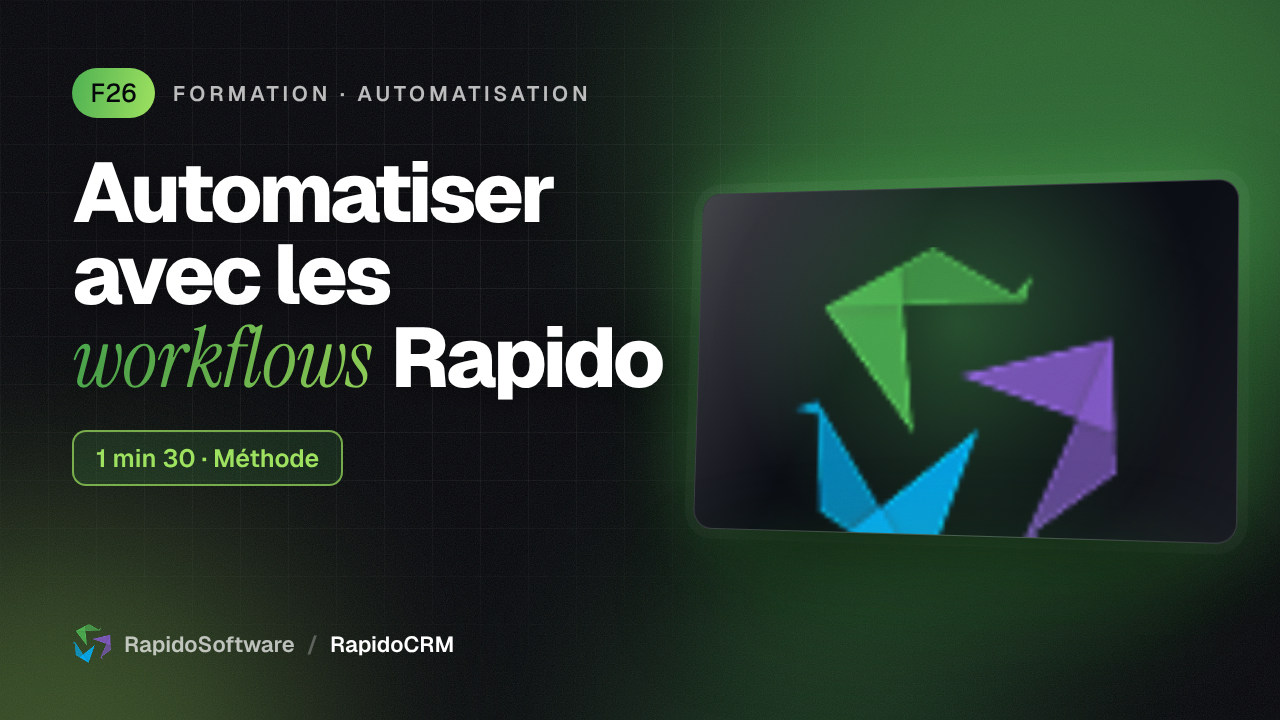 F26 FORMATION · AUTOMATISATION
Automatiser
avec les
workflows Rapido
1 min 30 · Méthode
RapidoSoftware / RapidoCRM